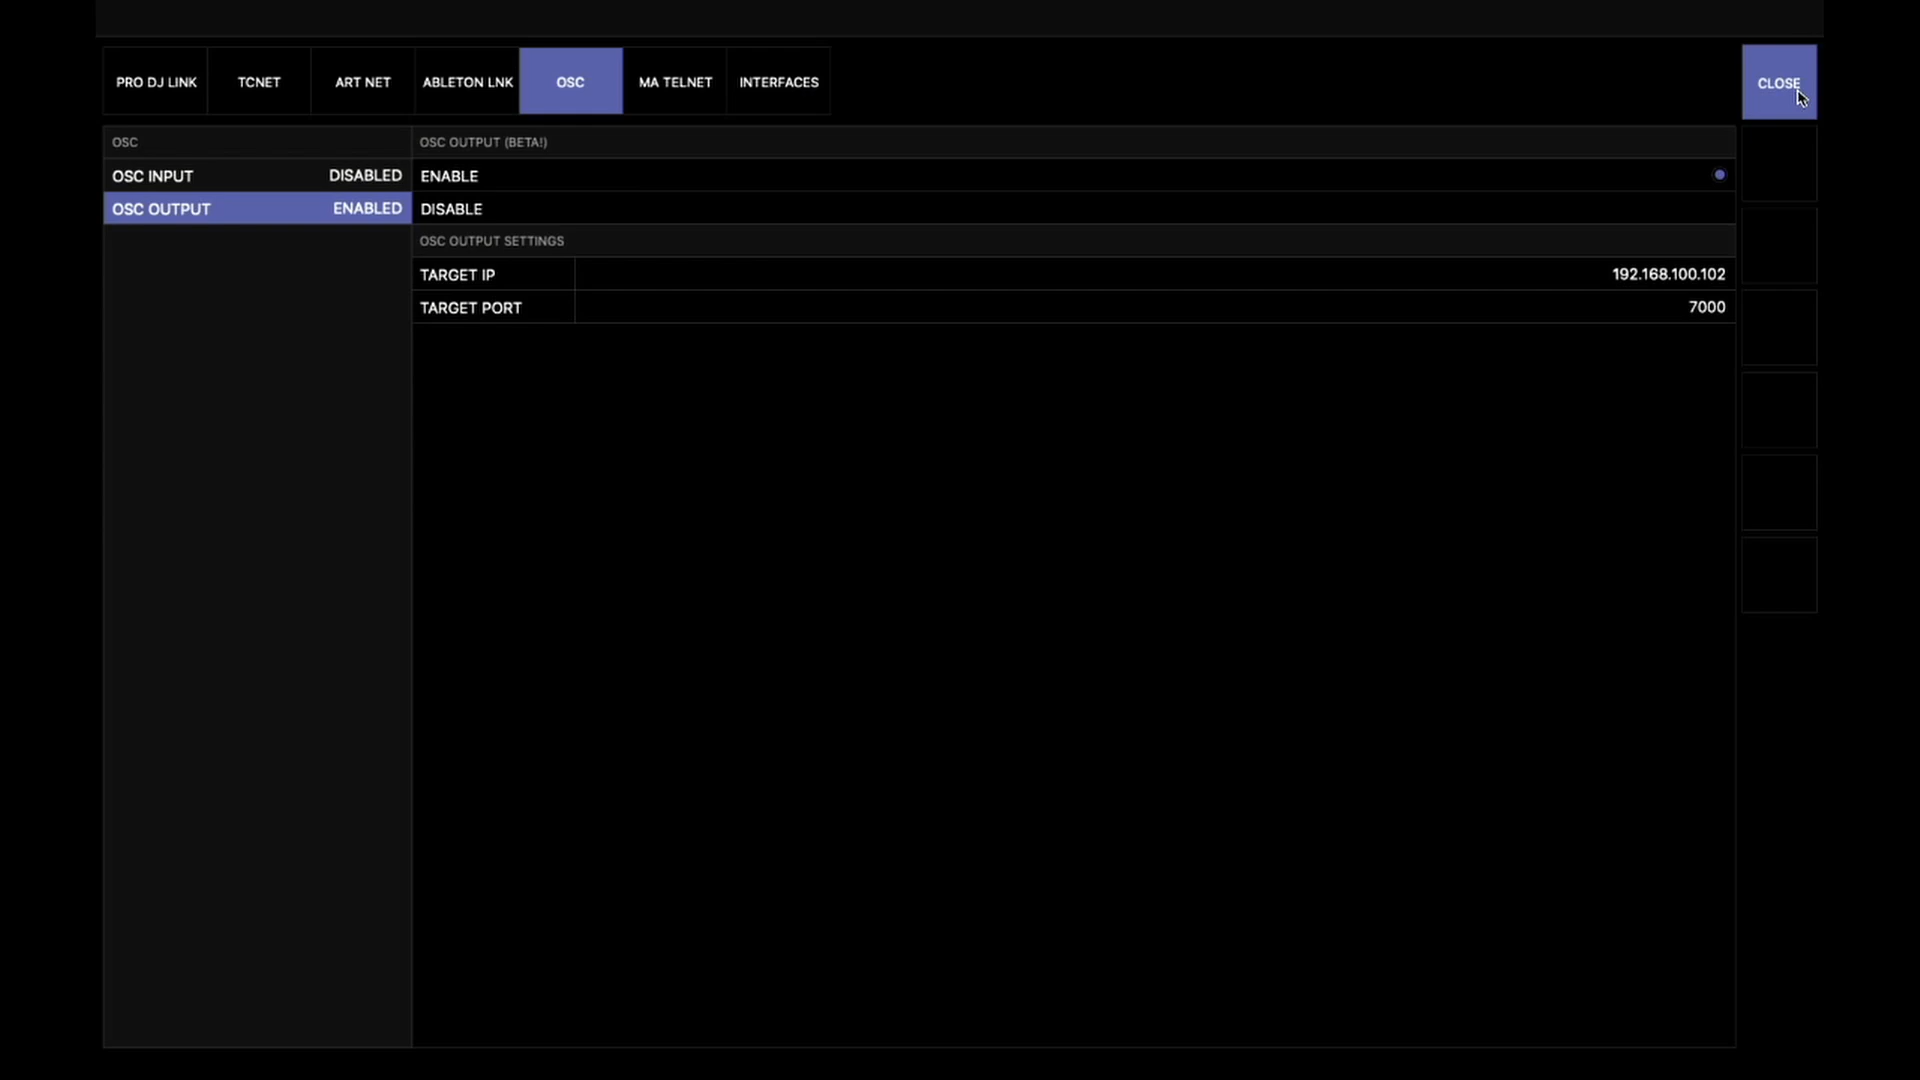 PRO DJ LINK TCNET ART NET ABLETON LNK OSC MA TELNET INTERFACES CLOSE
OSC OSC OUTPUT (BETA!)
OSC INPUT DISABLED ENABLE
OSC OUTPUT ENABLED DISABLE
OSC OUTPUT SETTINGS
TARGET IP 192.168.100.102
TARGET PORT 7000